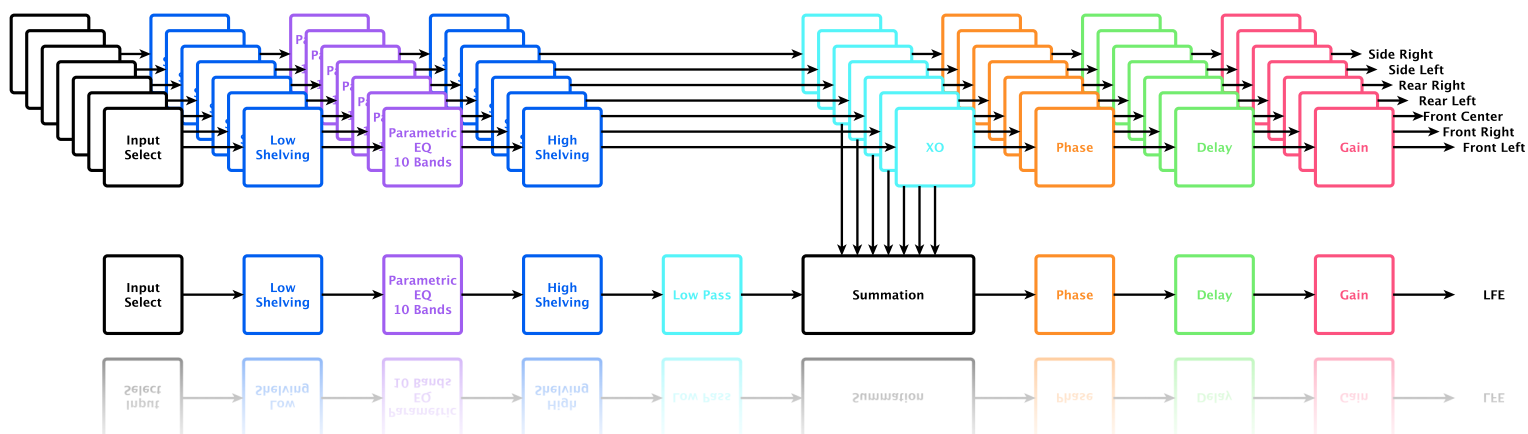 Side Right
Side Left
Rear Right
Rear Left
Front Center
Front Right
Front Left
Input
Select
Low
Shelving
Parametric
EQ
10 Bands
High
Shelving
XO
Phase
Delay
Gain
Input
Select
Low
Shelving
Parametric
EQ
10 Bands
High
Shelving
Low Pass
Summation
Phase
Delay
Gain
LFE